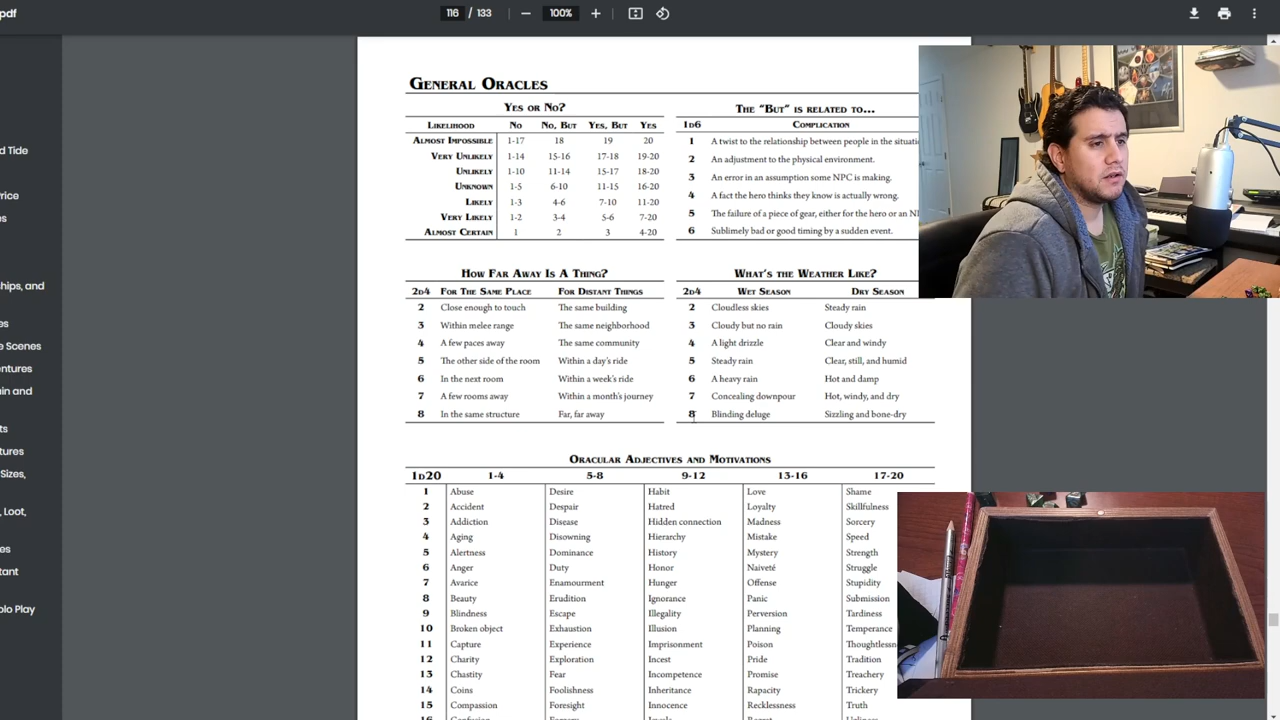 pdf
116 / 133
100%
d Tide
rice
es
ships, and
es
e Scenes
entures
ain and
ts
tures
Sizes,
, Loot,
es
tant
olo Play
General Oracles
Yes or No?
Likelihood No No, But Yes, But Yes
Almost Impossible 1-17 18 19 20
Very Unlikely 1-14 15-16 17-18 19-20
Unlikely 1-10 11-14 15-17 18-20
Unknown 1-5 6-10 11-15 16-20
Likely 1-3 4-6 7-10 11-20
Very Likely 1-2 3-4 5-6 7-20
Almost Certain 1 2 3 4-20
The "But" is related to...
1d6 Complication
1 A twist to the relationship between people in the situati
2 An adjustment to the physical environment.
3 An error in an assumption some NPC is making.
4 A fact the hero thinks they know is actually wrong.
5 The failure of a piece of gear, either for the hero or an N
6 Sublimely bad or good timing by a sudden event.
How Far Away Is A Thing?
2d4 For The Same Place For Distant Things
2 Close enough to touch The same building
3 Within melee range The same neighborhood
4 A few paces away The same community
5 The other side of the room Within a day's ride
6 In the next room Within a week's ride
7 A few rooms away Within a month's journey
8 In the same structure Far, far away
What's the Weather Like?
2d4 Wet Season Dry Season
2 Cloudless skies Steady rain
3 Cloudy but no rain Cloudy skies
4 A light drizzle Clear and windy
5 Steady rain Clear, still, and humid
6 A heavy rain Hot and damp
7 Concealing downpour Hot, windy, and dry
8 Blinding deluge Sizzling and bone-dry
Oracular Adjectives and Motivations
1d20 1-4 5-8 9-12 13-16 17-20
1 Abuse Desire Habit Love Shame
2 Accident Despair Hatred Loyalty Skillfulness
3 Addiction Disease Hidden connection Madness Sorcery
4 Aging Disowning Hierarchy Mistake Speed
5 Alertness Dominance History Mystery Strength
6 Anger Duty Honor Naiveté Struggle
7 Avarice Enamourment Hunger Offense Stupidity
8 Beauty Erudition Ignorance Panic Submission
9 Blindness Escape Illegality Perversion Tardiness
10 Broken object Exhaustion Illusion Planning Temperance
11 Capture Experience Imprisonment Poison Thoughtlessn
12 Charity Exploration Incest Pride Tradition
13 Chastity Fear Incompetence Promise Treachery
14 Coins Foolishness Inheritance Rapacity Trickery
15 Compassion Foresight Innocence Recklessness Truth